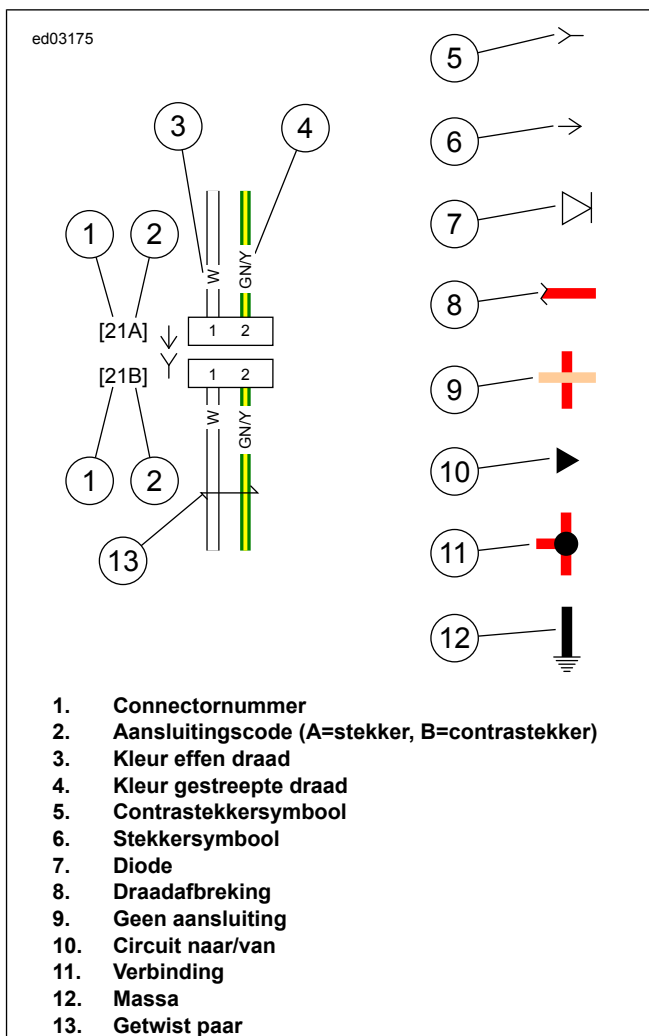 ed03175
5
3 4
6
1 2
7
W GN/Y
8
[21A] 1 2
[21B] 1 2
9
W GN/Y
1 2
10
13
11
12
1. Connectornummer
2. Aansluitingscode (A=stekker, B=contrastekker)
3. Kleur effen draad
4. Kleur gestreepte draad
5. Contrastekkersymbool
6. Stekkersymbool
7. Diode
8. Draadafbreking
9. Geen aansluiting
10. Circuit naar/van
11. Verbinding
12. Massa
13. Getwist paar